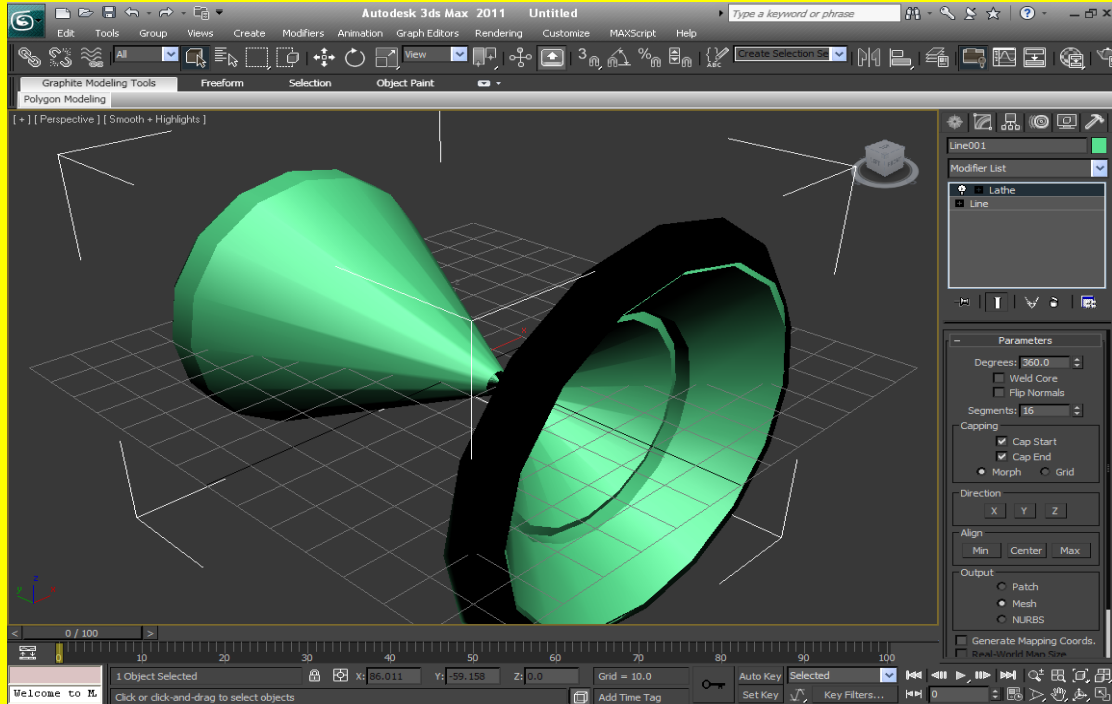 Autodesk 3ds Max 2011 Untitled
Type a keyword or phrase
Edit Tools Group Views Create Modifiers Animation Graph Editors Rendering Customize MAXScript Help
All View 3 Create Selection Se
Graphite Modeling Tools Freeform Selection Object Paint
Polygon Modeling
[ + ] [ Perspective ] [ Smooth + Highlights ]
Line001
Modifier List
Lathe
Line
Parameters
Degrees: 360.0
Weld Core
Flip Normals
Segments: 16
Capping
Cap Start
Cap End
Morph Grid
Direction
X Y Z
Align
Min Center Max
Output
Patch
Mesh
NURBS
Generate Mapping Coords.
Real-World Map Size
x
z
y
0 / 100
0 10 20 30 40 50 60 70 80 90 100
1 Object Selected X: 86.011 Y: -59.158 Z: 0.0 Grid = 10.0 Auto Key Selected
Welcome to M. Click or click-and-drag to select objects Add Time Tag Set Key Key Filters... 0